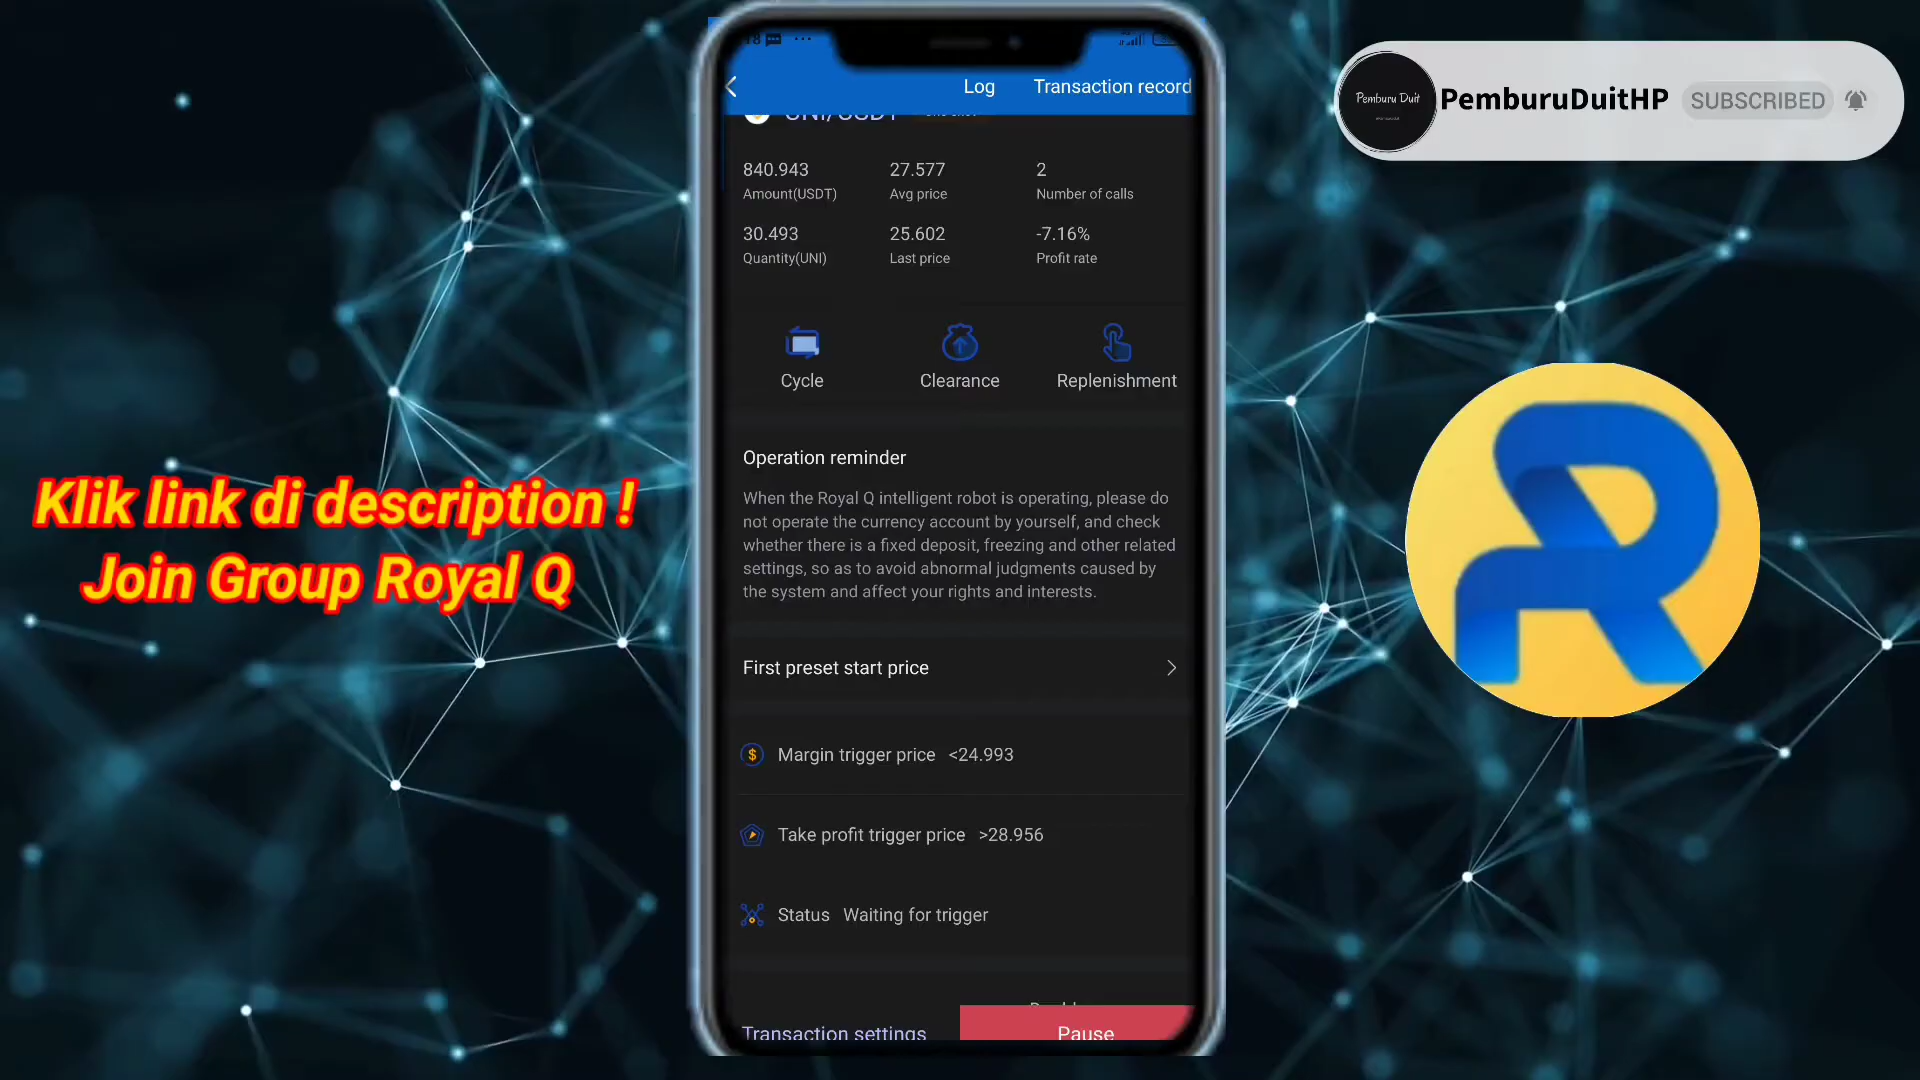 Log Transaction record
UNI/USDT
840.943 27.577 2
Amount(USDT) Avg price Number of calls
30.493 25.602 -7.16%
Quantity(UNI) Last price Profit rate
Cycle Clearance Replenishment
Operation reminder
When the Royal Q intelligent robot is operating, please do
not operate the currency account by yourself, and check
whether there is a fixed deposit, freezing and other related
settings, so as to avoid abnormal judgments caused by
the system and affect your rights and interests.
First preset start price
Margin trigger price <24.993
Take profit trigger price >28.956
Status Waiting for trigger
Transaction settings Pause
Klik link di description !
Join Group Royal Q
Pemburu Duit
PemburuDuitHP SUBSCRIBED